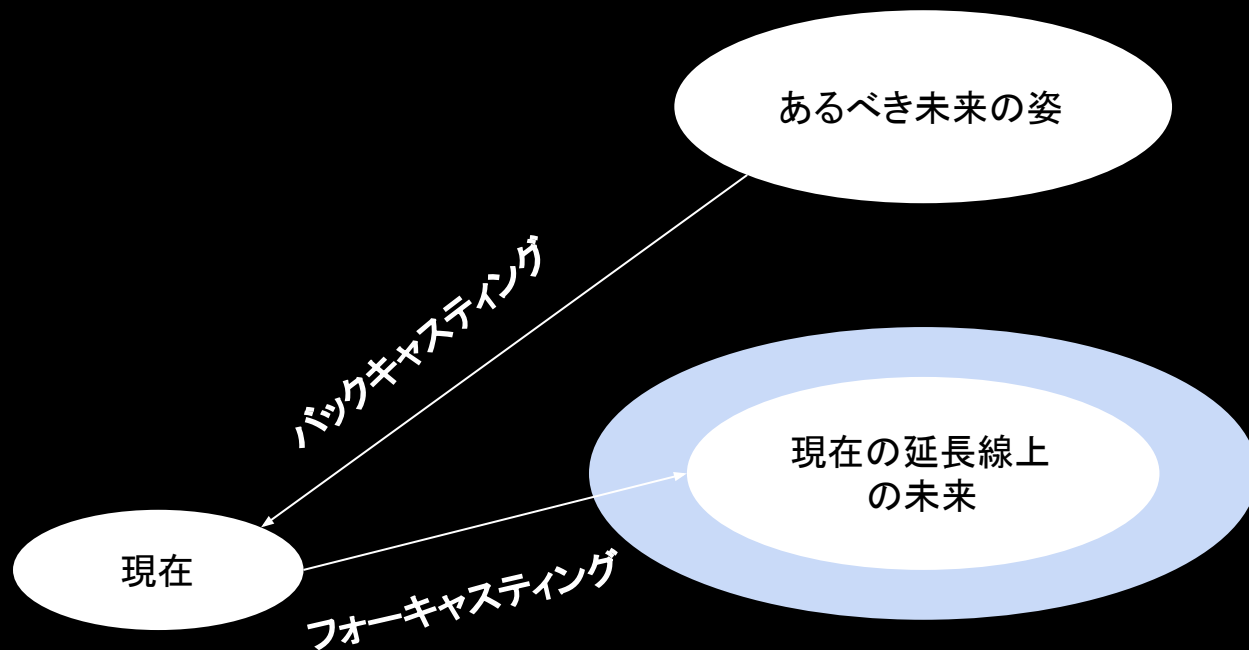 あるべき未来の姿
バックキャスティング
現在の延長線上
の未来
現在
フォーキャスティング